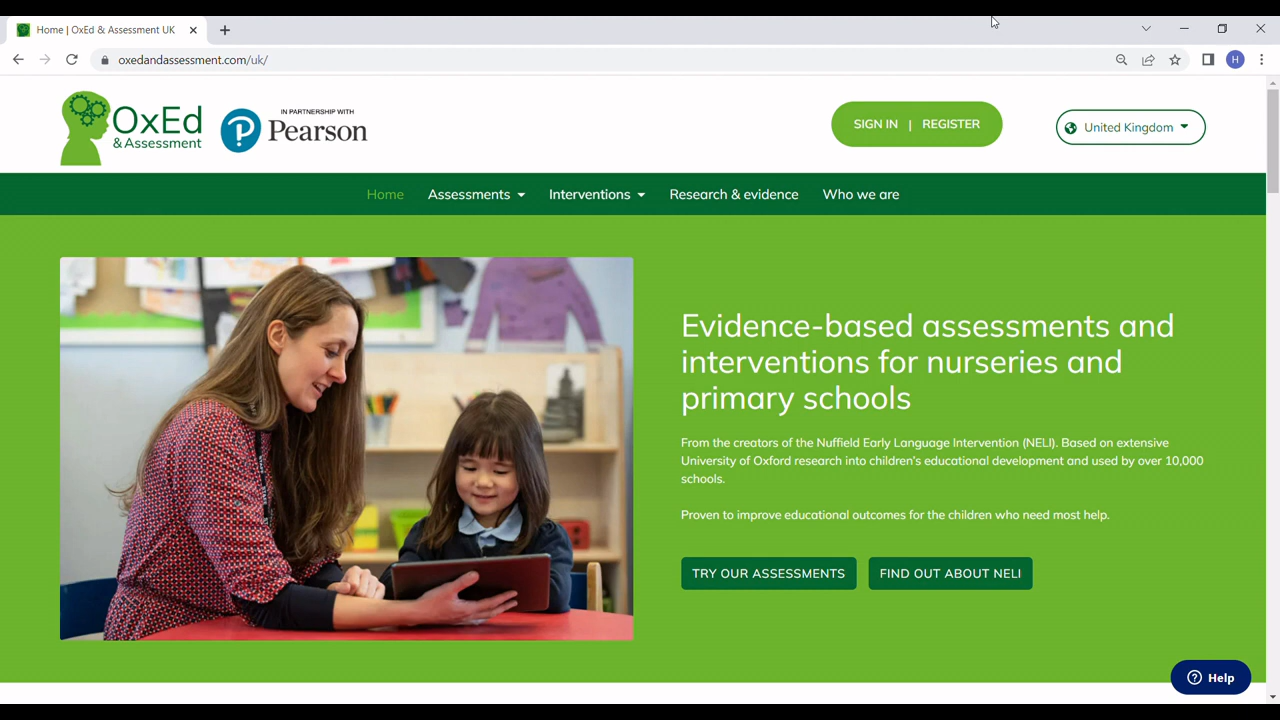 Home | OxEd & Assessment UK
oxedandassessment.com/uk/
H
OxEd
& Assessment
IN PARTNERSHIP WITH
Pearson
SIGN IN | REGISTER
United Kingdom
Home Assessments Interventions Research & evidence Who we are
Evidence-based assessments and
interventions for nurseries and
primary schools
From the creators of the Nuffield Early Language Intervention (NELI). Based on extensive
University of Oxford research into children's educational development and used by over 10,000
schools.
Proven to improve educational outcomes for the children who need most help.
TRY OUR ASSESSMENTS
FIND OUT ABOUT NELI
Help